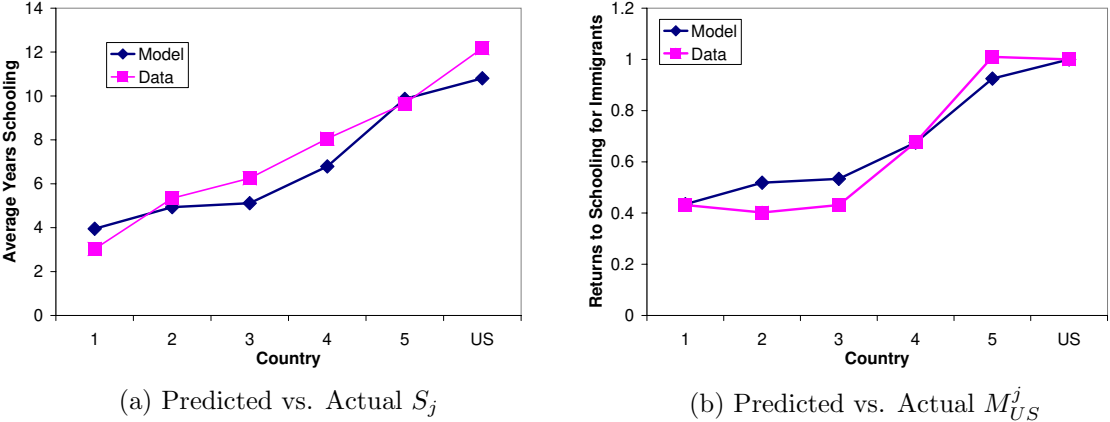 Average Years Schooling
14
12
10
8
6
4
2
0
Model
Data
1 2 3 4 5 US
Country
(a) Predicted vs. Actual S_j
Returns to Schooling for Immigrants
1.2
1
0.8
0.6
0.4
0.2
0
Model
Data
1 2 3 4 5 US
Country
(b) Predicted vs. Actual M^j_{US}